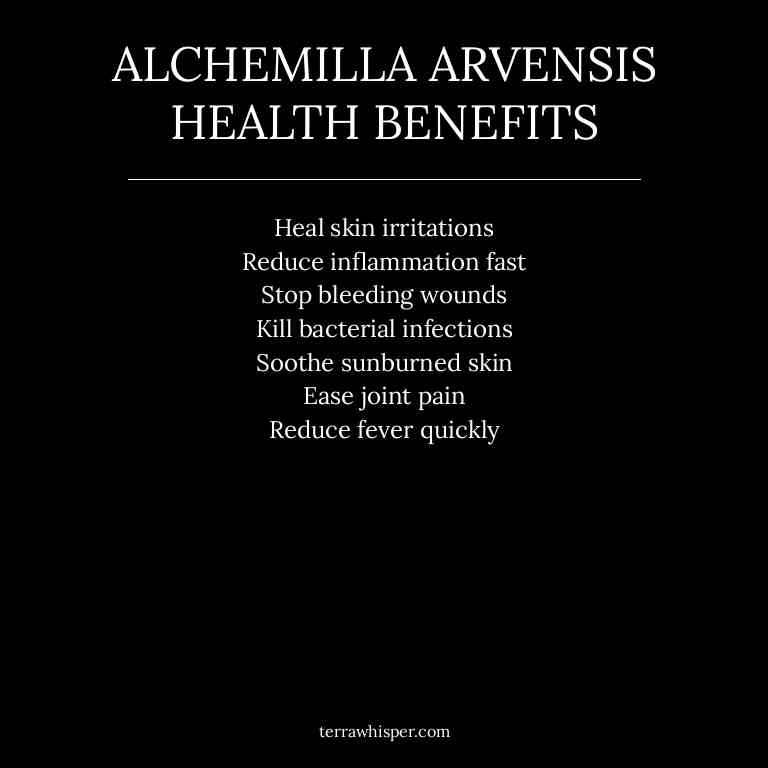 ALCHEMILLA ARVENSIS
HEALTH BENEFITS
Heal skin irritations
Reduce inflammation fast
Stop bleeding wounds
Kill bacterial infections
Soothe sunburned skin
Ease joint pain
Reduce fever quickly
terrawhisper.com